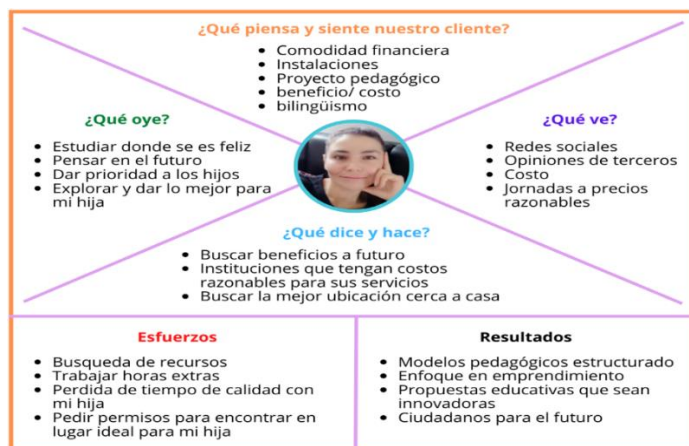 ¿Qué piensa y siente nuestro cliente?
Comodidad financiera
Instalaciones
Proyecto pedagógico
beneficio/ costo
bilingüismo
¿Qué oye?
Estudiar donde se es feliz
Pensar en el futuro
Dar prioridad a los hijos
Explorar y dar lo mejor para
mi hija
¿Qué ve?
Redes sociales
Opiniones de terceros
Costo
Jornadas a precios
razonables
¿Qué dice y hace?
Buscar beneficios a futuro
Instituciones que tengan costos
razonables para sus servicios
Buscar la mejor ubicación cerca a casa
Esfuerzos
Busqueda de recursos
Trabajar horas extras
Perdida de tiempo de calidad con
mi hija
Pedir permisos para encontrar en
lugar ideal para mi hija
Resultados
Modelos pedagógicos estructurado
Enfoque en emprendimiento
Propuestas educativas que sean
innovadoras
Ciudadanos para el futuro